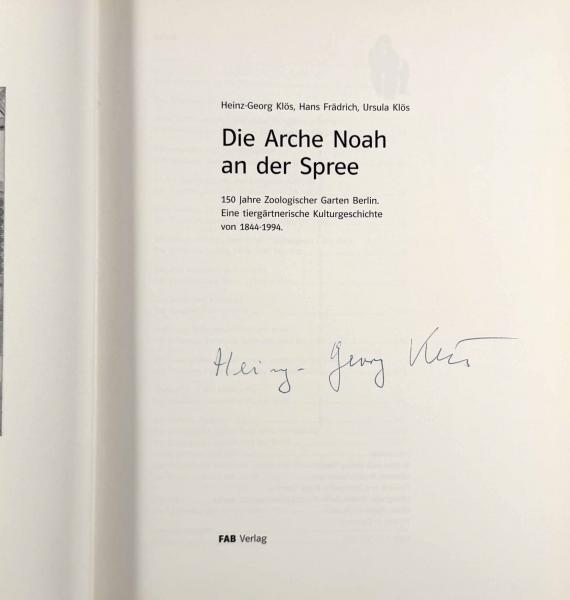 Heinz-Georg Klös, Hans Frädrich, Ursula Klös
Die Arche Noah
an der Spree
150 Jahre Zoologischer Garten Berlin.
Eine tiergärtnerische Kulturgeschichte
von 1844-1994.
Heinz-Georg Klös
FAB Verlag